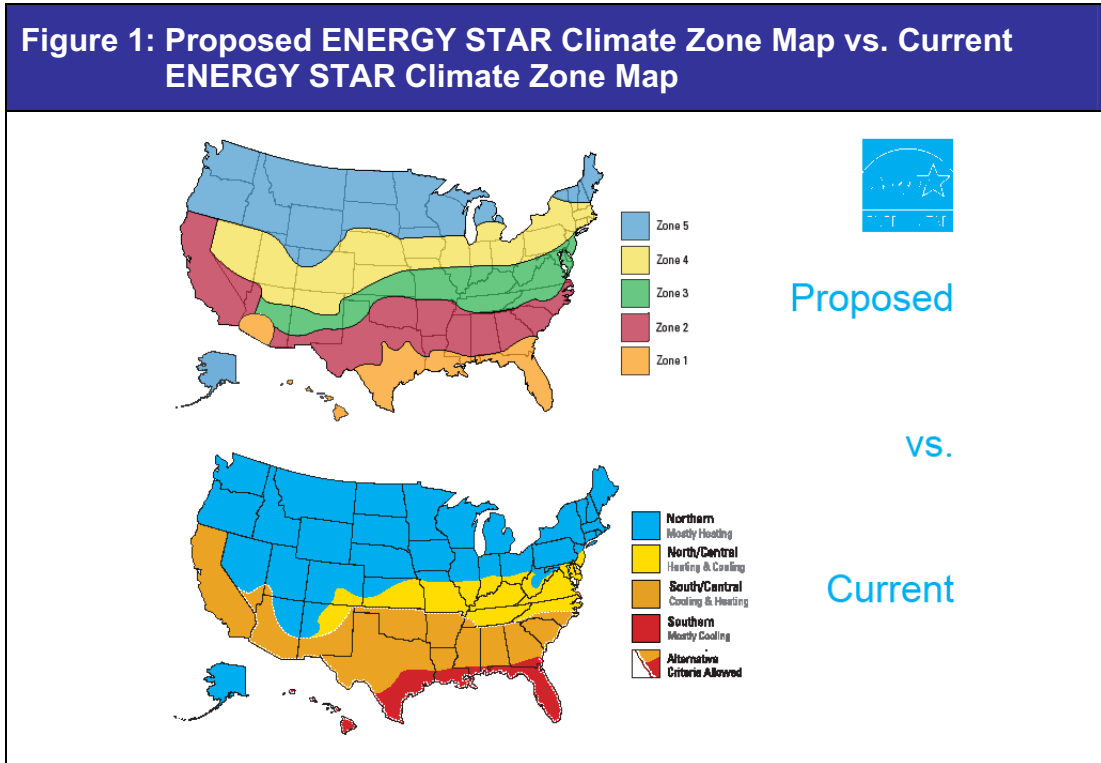 Figure 1: Proposed ENERGY STAR Climate Zone Map vs. Current
ENERGY STAR Climate Zone Map
Zone 5
Zone 4
Zone 3
Zone 2
Zone 1
Proposed
vs.
Northern
Mostly Heating
North/Central
Heating & Cooling
South/Central
Cooling & Heating
Southern
Mostly Cooling
Alternative
Criteria Allowed
Current